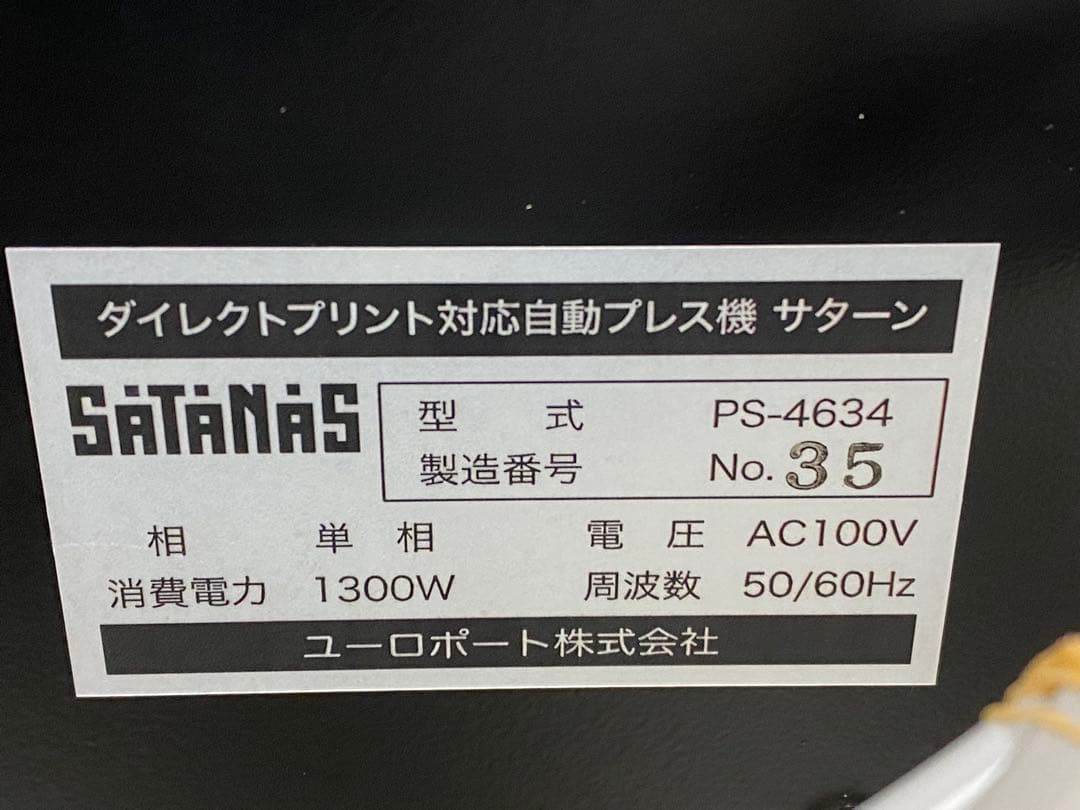 ダイレクトプリント対応自動プレス機 サターン
SATANAS
型式 PS-4634
製造番号 No. 35
相 単相 電圧 AC100V
消費電力 1300W 周波数 50/60Hz
ユーロポート株式会社